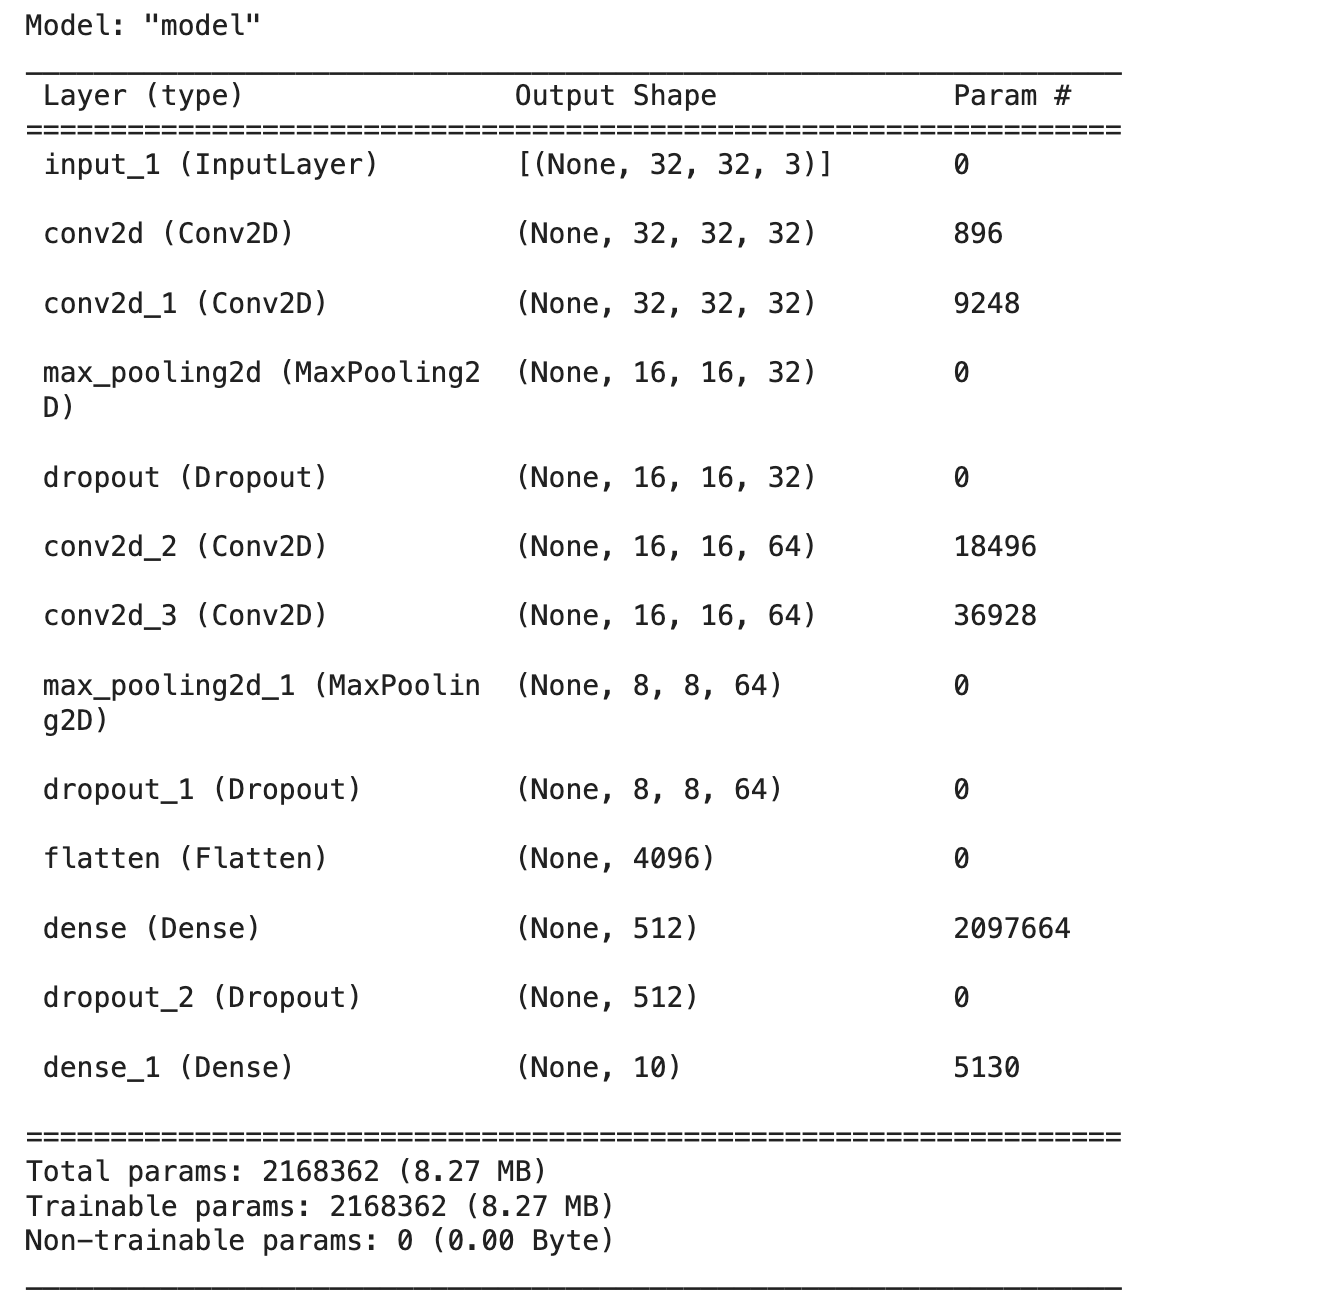 Model: "model"
Layer (type) Output Shape Param #
=================================================================
input_1 (InputLayer) [(None, 32, 32, 3)] 0
conv2d (Conv2D) (None, 32, 32, 32) 896
conv2d_1 (Conv2D) (None, 32, 32, 32) 9248
max_pooling2d (MaxPooling2 (None, 16, 16, 32) 0
D)
dropout (Dropout) (None, 16, 16, 32) 0
conv2d_2 (Conv2D) (None, 16, 16, 64) 18496
conv2d_3 (Conv2D) (None, 16, 16, 64) 36928
max_pooling2d_1 (MaxPoolin (None, 8, 8, 64) 0
g2D)
dropout_1 (Dropout) (None, 8, 8, 64) 0
flatten (Flatten) (None, 4096) 0
dense (Dense) (None, 512) 2097664
dropout_2 (Dropout) (None, 512) 0
dense_1 (Dense) (None, 10) 5130
=================================================================
Total params: 2168362 (8.27 MB)
Trainable params: 2168362 (8.27 MB)
Non-trainable params: 0 (0.00 Byte)